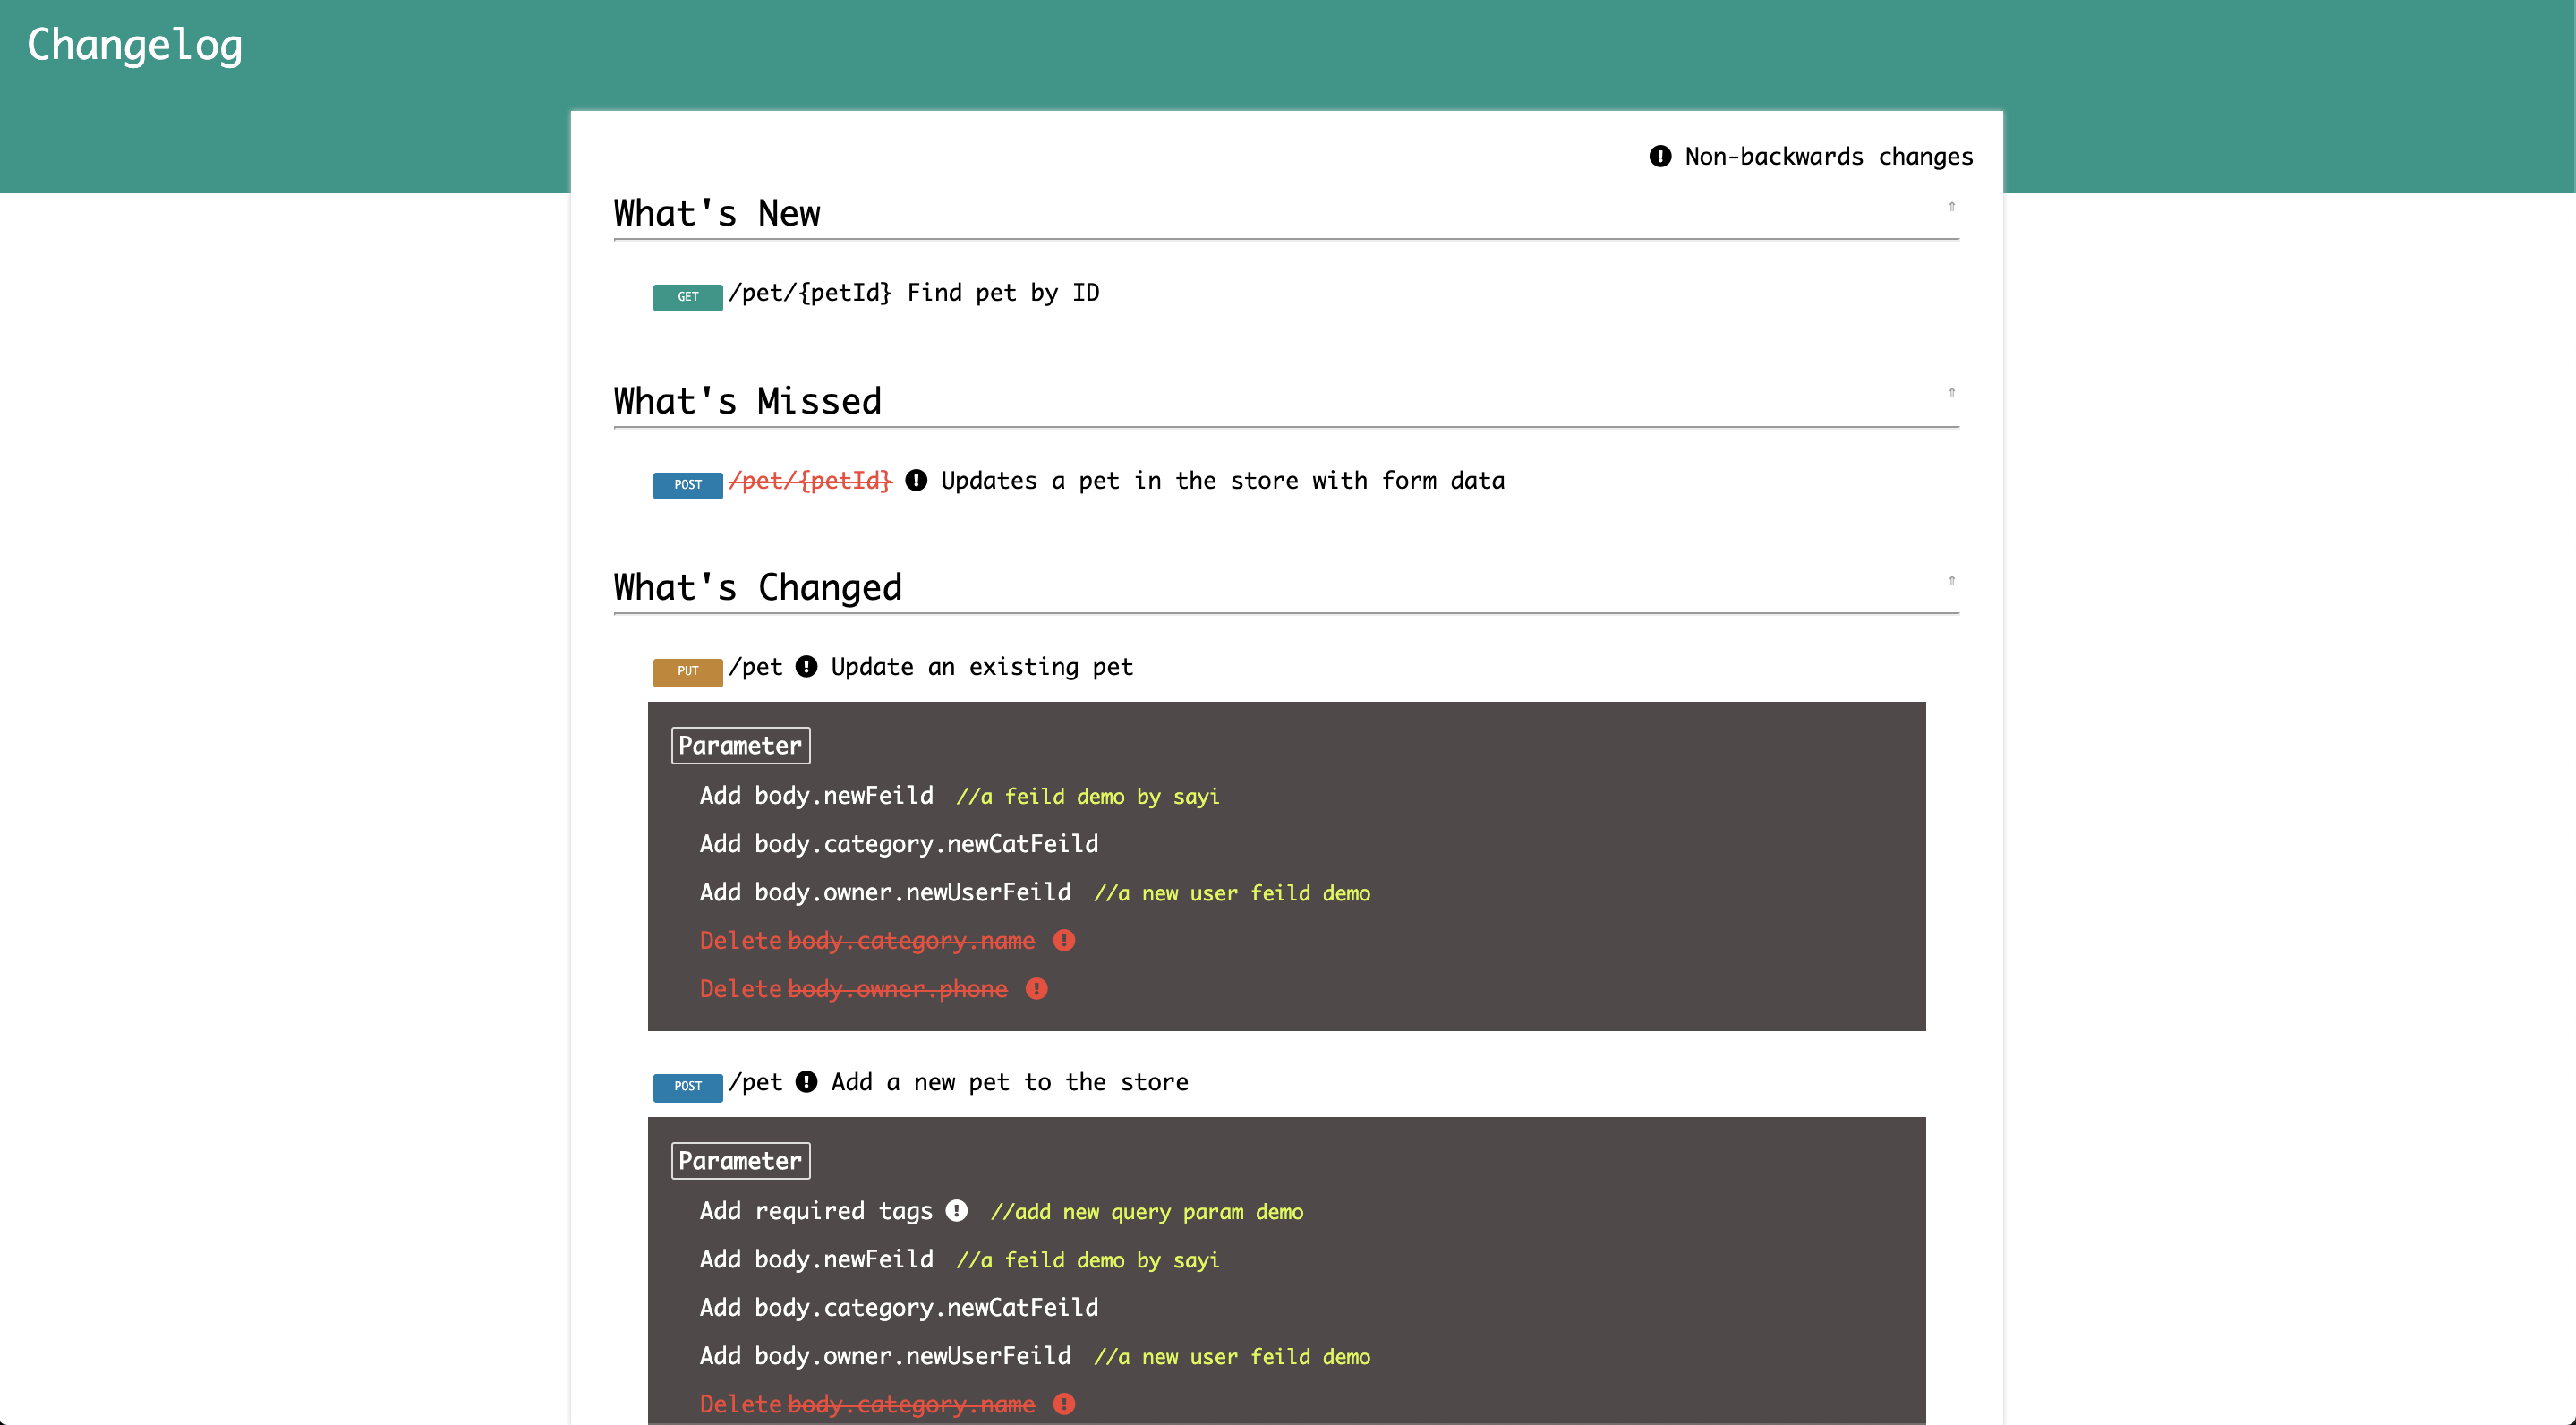 Changelog
Non-backwards changes
What's New ⇑
GET /pet/{petId} Find pet by ID
What's Missed ⇑
POST /pet/{petId} Updates a pet in the store with form data
What's Changed ⇑
PUT /pet Update an existing pet
Parameter
Add body.newFeild //a feild demo by sayi
Add body.category.newCatFeild
Add body.owner.newUserFeild //a new user feild demo
Delete body.category.name
Delete body.owner.phone
POST /pet Add a new pet to the store
Parameter
Add required tags //add new query param demo
Add body.newFeild //a feild demo by sayi
Add body.category.newCatFeild
Add body.owner.newUserFeild //a new user feild demo
Delete body.category.name